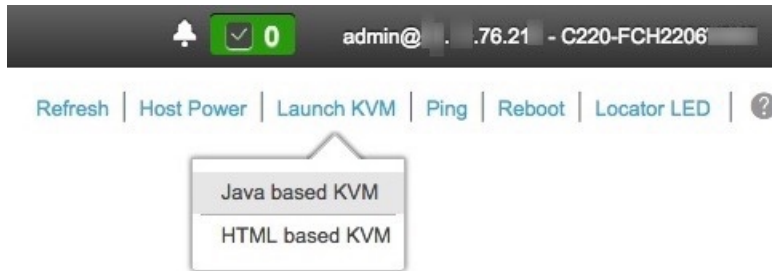 0 admin@ . .76.21 - C220-FCH2206
Refresh | Host Power | Launch KVM | Ping | Reboot | Locator LED | ?
Java based KVM
HTML based KVM